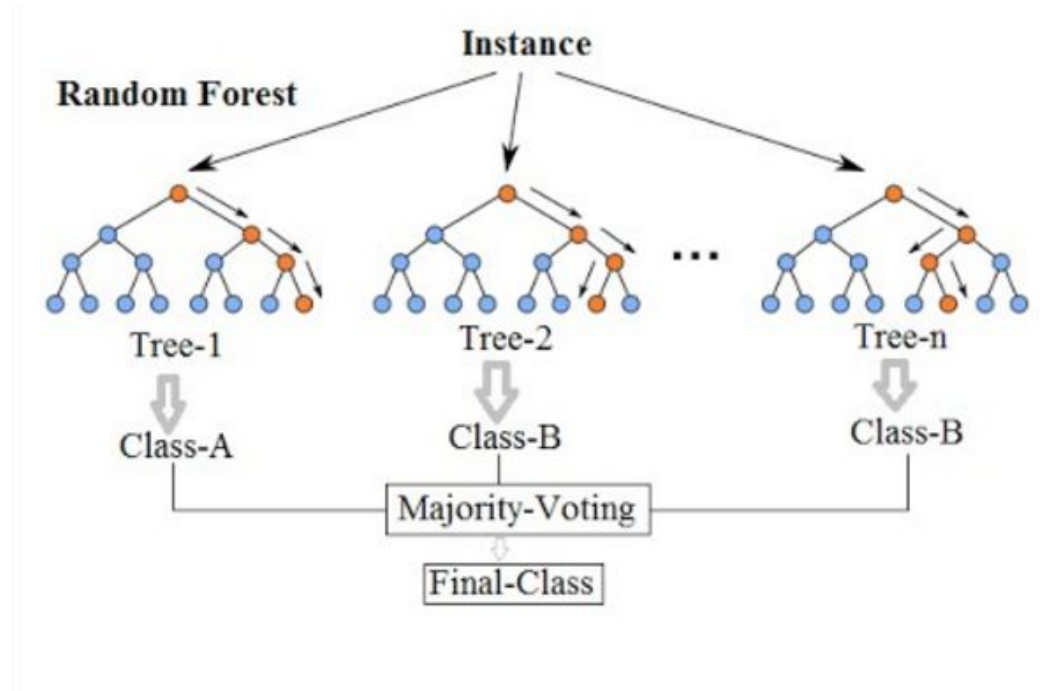 Instance
Random Forest
...
Tree-1
Tree-2
Tree-n
Class-A
Class-B
Class-B
Majority-Voting
Final-Class